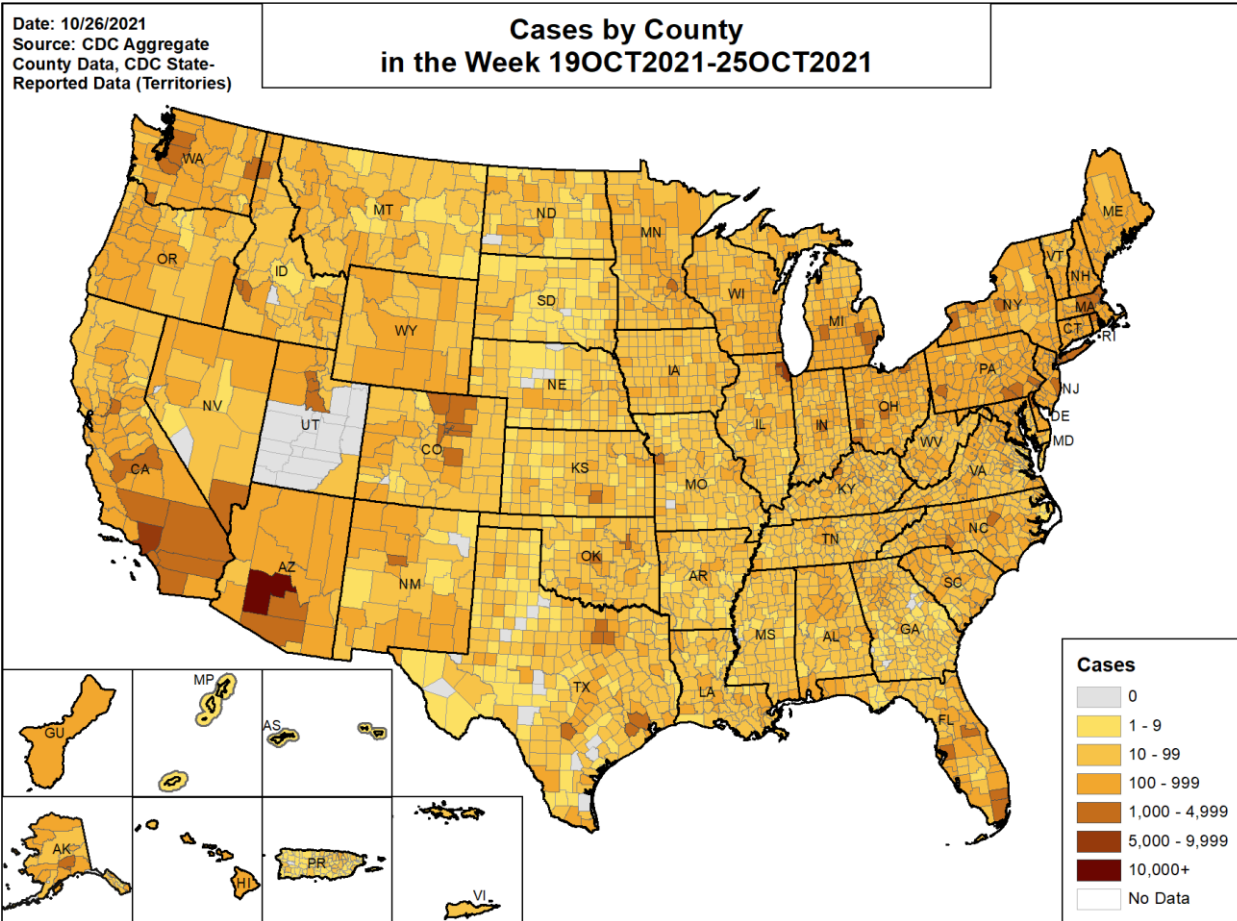 Date: 10/26/2021
Source: CDC Aggregate
County Data, CDC State-
Reported Data (Territories)
Cases by County
in the Week 19OCT2021-25OCT2021
WA
MT
ND
MN
ME
OR
ID
SD
WI
MI
VT
NH
NY
MA
CT
RI
WY
NE
IA
PA
NJ
NV
UT
CO
KS
MO
IL
IN
OH
WV
DE
MD
VA
KY
CA
AZ
NM
OK
AR
TN
NC
SC
MS
AL
GA
TX
LA
FL
GU
MP
AS
AK
HI
PR
VI
Cases
0
1 - 9
10 - 99
100 - 999
1,000 - 4,999
5,000 - 9,999
10,000+
No Data